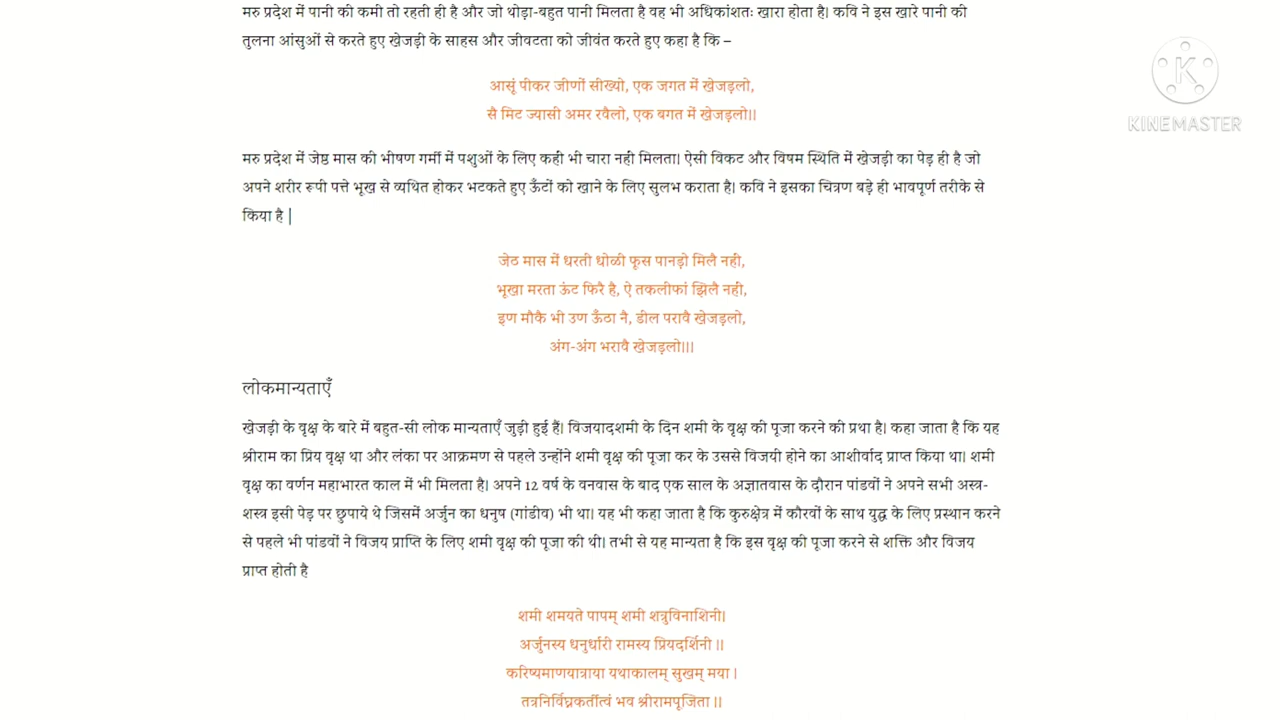 मरु प्रदेश में पानी की कमी तो रहती ही है और जो थोड़ा-बहुत पानी मिलता है वह भी अधिकांशतः खारा होता है। कवि ने इस खारे पानी की
तुलना आंसुओं से करते हुए खेजड़ी के साहस और जीवटता को जीवंत करते हुए कहा है कि –
आसूं पीकर जीणों सीख्यो, एक जगत में खेजड़लो,
सै मिट ज्यासी अमर रवैलो, एक बगत में खेजड़लो।।
मरु प्रदेश में जेष्ठ मास की भीषण गर्मी में पशुओं के लिए कहीं भी चारा नहीं मिलता। ऐसी विकट और विषम स्थिति में खेजड़ी का पेड़ ही है जो
अपने शरीर रूपी पत्ते भूख से व्यथित होकर भटकते हुए ऊँटों को खाने के लिए सुलभ कराता है। कवि ने इसका चित्रण बड़े ही भावपूर्ण तरीके से
किया है |
जेठ मास में धरती धोळी फूस पानड़ो मिलै नहीं,
भूखा मरता ऊंट फिरै है, ऐ तकलीफां झिलै नहीं,
इण मौकै भी उण ऊँठा नै, डील परावै खेजड़लो,
अंग-अंग भरावै खेजड़लो।।।
लोकमान्यताएँ
खेजड़ी के वृक्ष के बारे में बहुत-सी लोक मान्यताएँ जुड़ी हुई हैं। विजयादशमी के दिन शमी के वृक्ष की पूजा करने की प्रथा है। कहा जाता है कि यह
श्रीराम का प्रिय वृक्ष था और लंका पर आक्रमण से पहले उन्होंने शमी वृक्ष की पूजा कर के उससे विजयी होने का आशीर्वाद प्राप्त किया था। शमी
वृक्ष का वर्णन महाभारत काल में भी मिलता है। अपने 12 वर्ष के वनवास के बाद एक साल के अज्ञातवास के दौरान पांडवों ने अपने सभी अस्त्र-
शस्त्र इसी पेड़ पर छुपाये थे जिसमें अर्जुन का धनुष (गांडीव) भी था। यह भी कहा जाता है कि कुरुक्षेत्र में कौरवों के साथ युद्ध के लिए प्रस्थान करने
से पहले भी पांडवों ने विजय प्राप्ति के लिए शमी वृक्ष की पूजा की थी। तभी से यह मान्यता है कि इस वृक्ष की पूजा करने से शक्ति और विजय
प्राप्त होती है
शमी शमयते पापम् शमी शत्रुविनाशिनी।
अर्जुनस्य धनुर्धारी रामस्य प्रियदर्शिनी ।।
करिष्यमाणयात्राया यथाकालम् सुखम् मया ।
तत्रनिर्विघ्नकर्तीत्वं भव श्रीरामपूजिता ।।
K
KINEMASTER